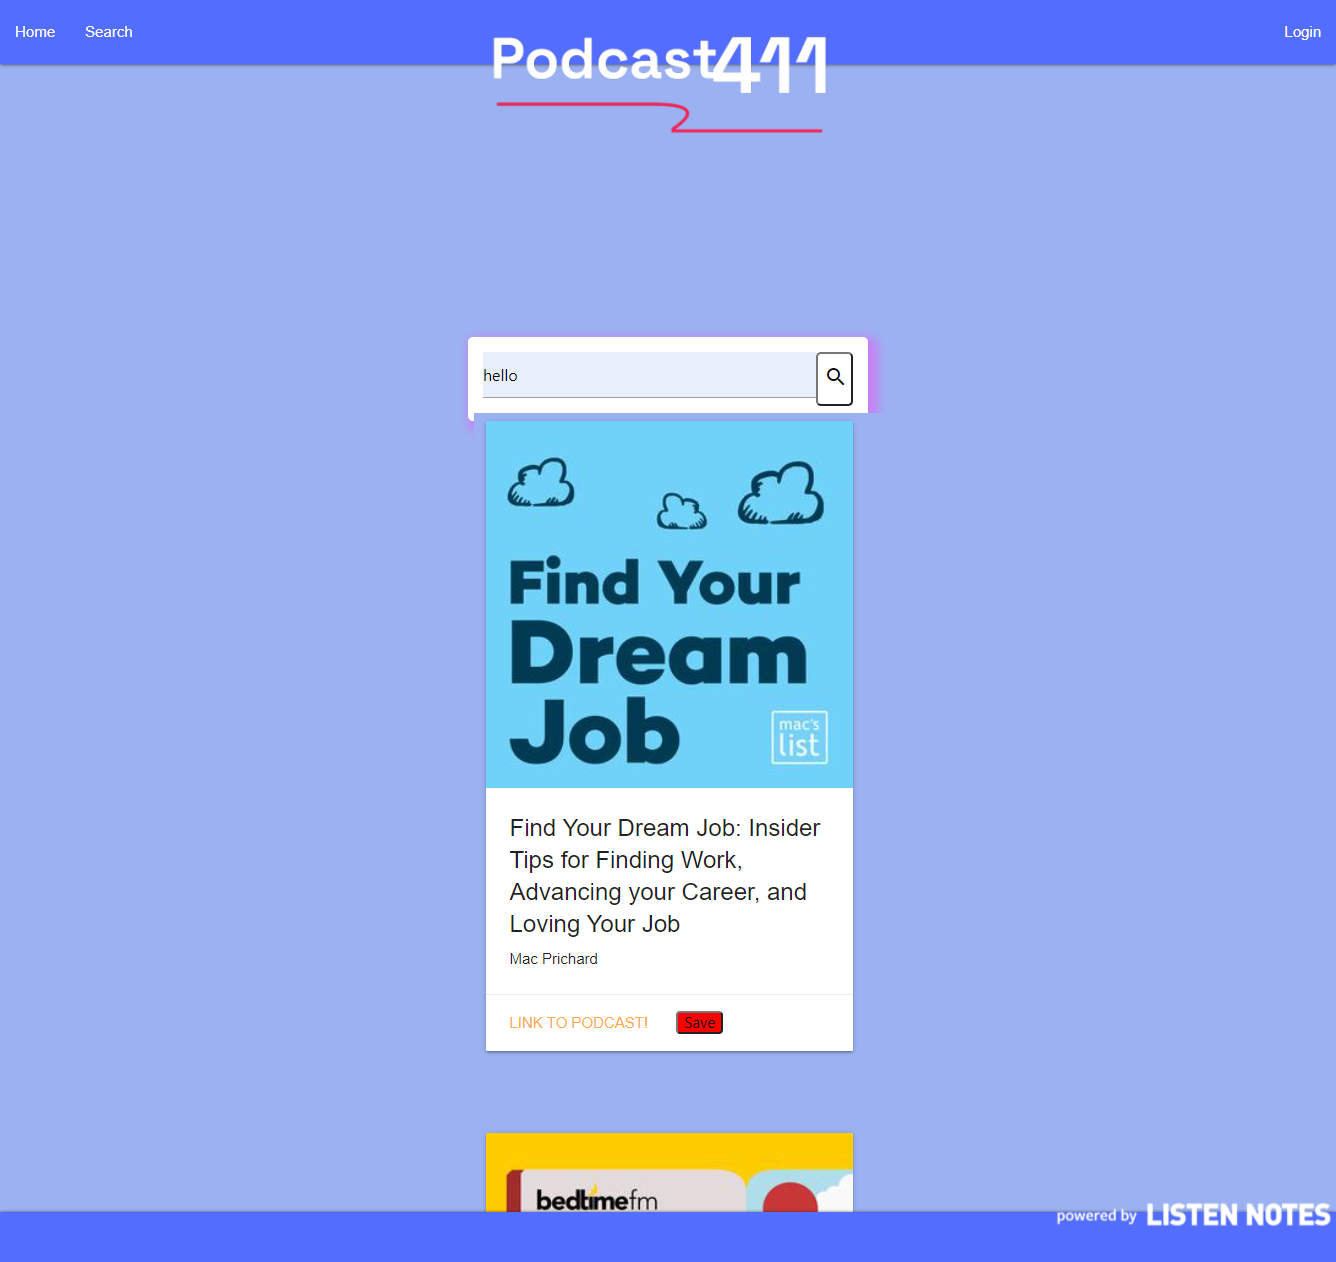 Home Search Login
Podcast411
hello
Find Your
Dream
Job
mac's
list
Find Your Dream Job: Insider
Tips for Finding Work,
Advancing your Career, and
Loving Your Job
Mac Prichard
LINK TO PODCAST! Save
bedtimefm
powered by LISTEN NOTES